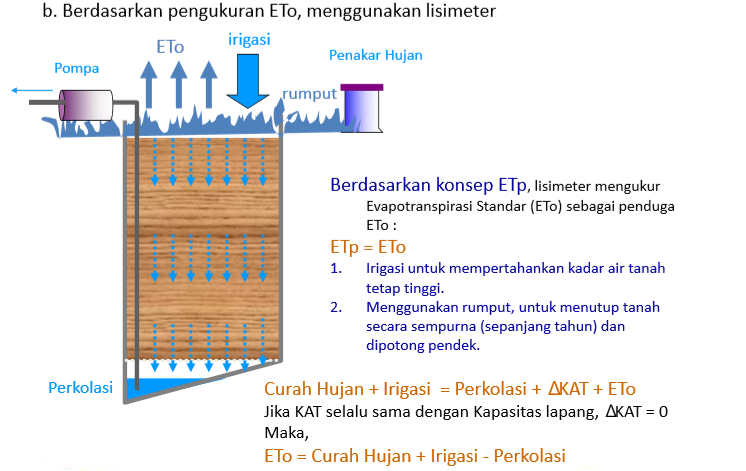 b. Berdasarkan pengukuran ETo, menggunakan lisimeter
ETo
irigasi
Penakar Hujan
Pompa
rumput
Berdasarkan konsep ETp, lisimeter mengukur
Evapotranspirasi Standar (ETo) sebagai penduga
ETo :
ETp = ETo
1. Irigasi untuk mempertahankan kadar air tanah
tetap tinggi.
2. Menggunakan rumput, untuk menutup tanah
secara sempurna (sepanjang tahun) dan
dipotong pendek.
Perkolasi
Curah Hujan + Irigasi = Perkolasi + ΔKAT + ETo
Jika KAT selalu sama dengan Kapasitas lapang, ΔKAT = 0
Maka,
ETo = Curah Hujan + Irigasi - Perkolasi